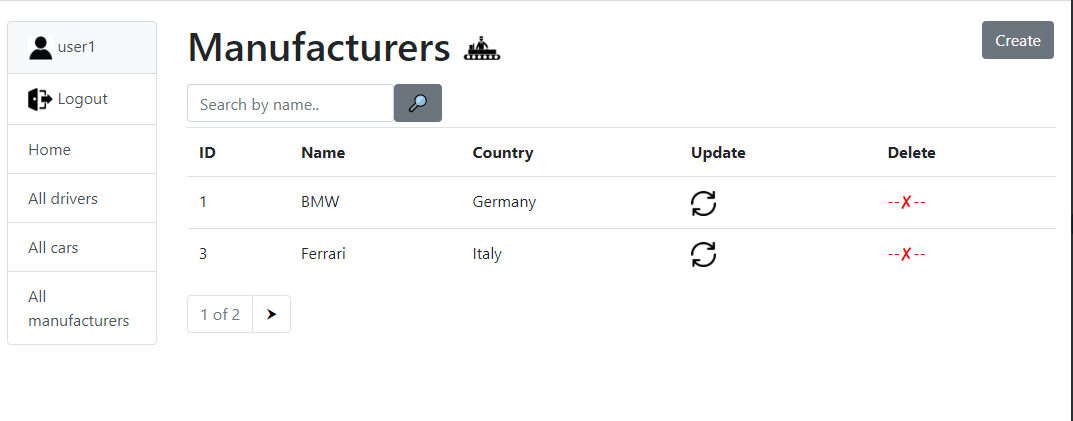 user1
Logout
Home
All drivers
All cars
All
manufacturers
Manufacturers
Create
Search by name..
ID Name Country Update Delete
1 BMW Germany --✗--
3 Ferrari Italy --✗--
1 of 2 ➤